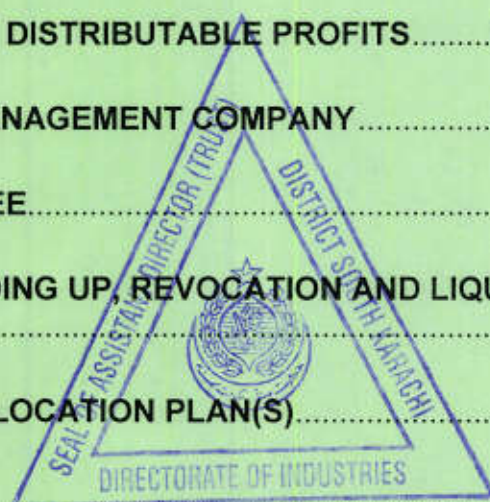 DISTRIBUTABLE PROFITS..........
NAGEMENT COMPANY..................
EE...............................................
DING UP, REVOCATION AND LIQU
...............................................
LOCATION PLAN(S)....................
SEAL OF ASSISTANT DIRECTOR (TRUST)
DISTRICT SOUTH KARACHI
DIRECTORATE OF INDUSTRIES